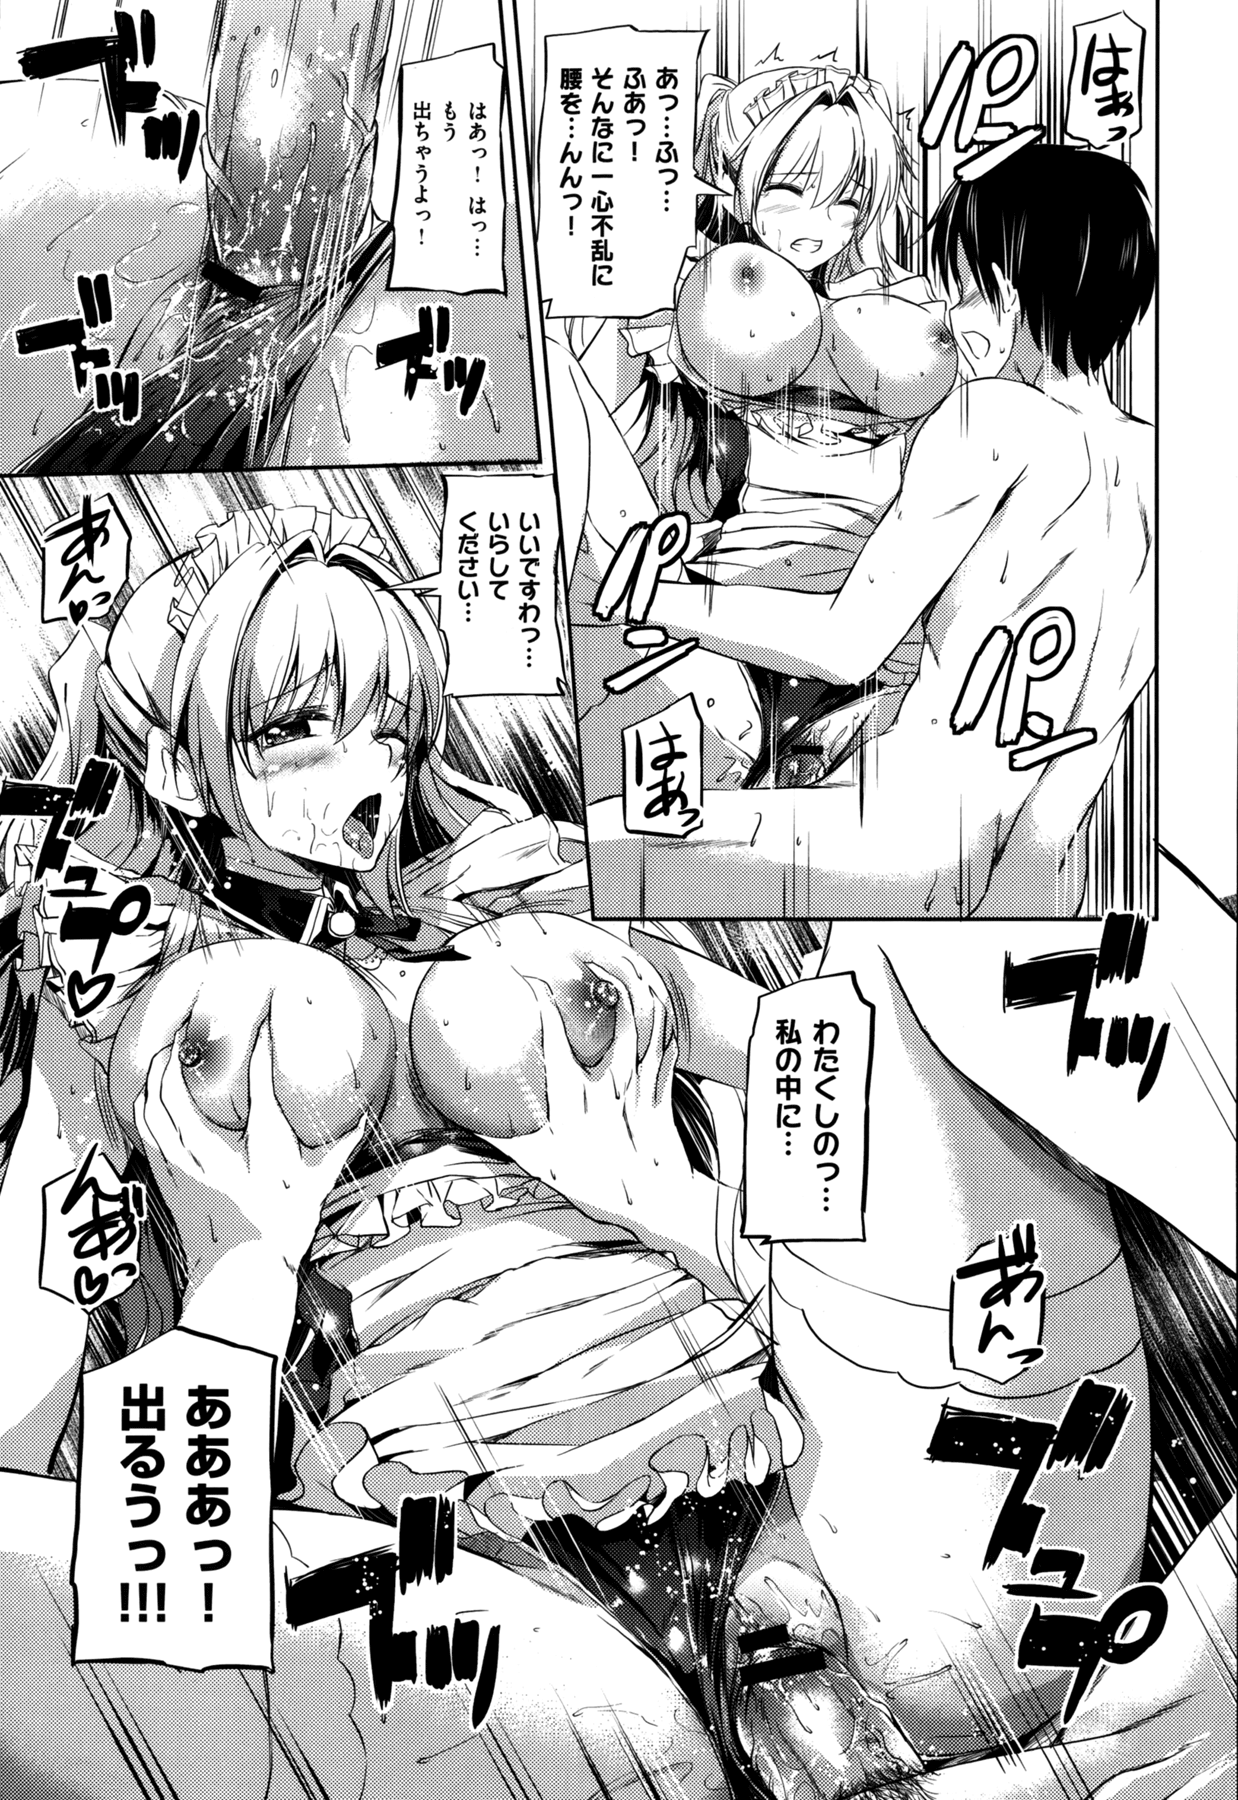 はぁっ
パン
あっ…ふっ…
ふあっ！
そんなに一心不乱に
腰を…んんっ！
パン
パン
はあっ
はあっ！はっ…
もう
出ちゃうよっ！
いいですわっ…
いらして
ください…
あんっ♡
わたくしのっ…
私の中に…
あんっ
んあっ♡
あああっ！
出るうっ！！！